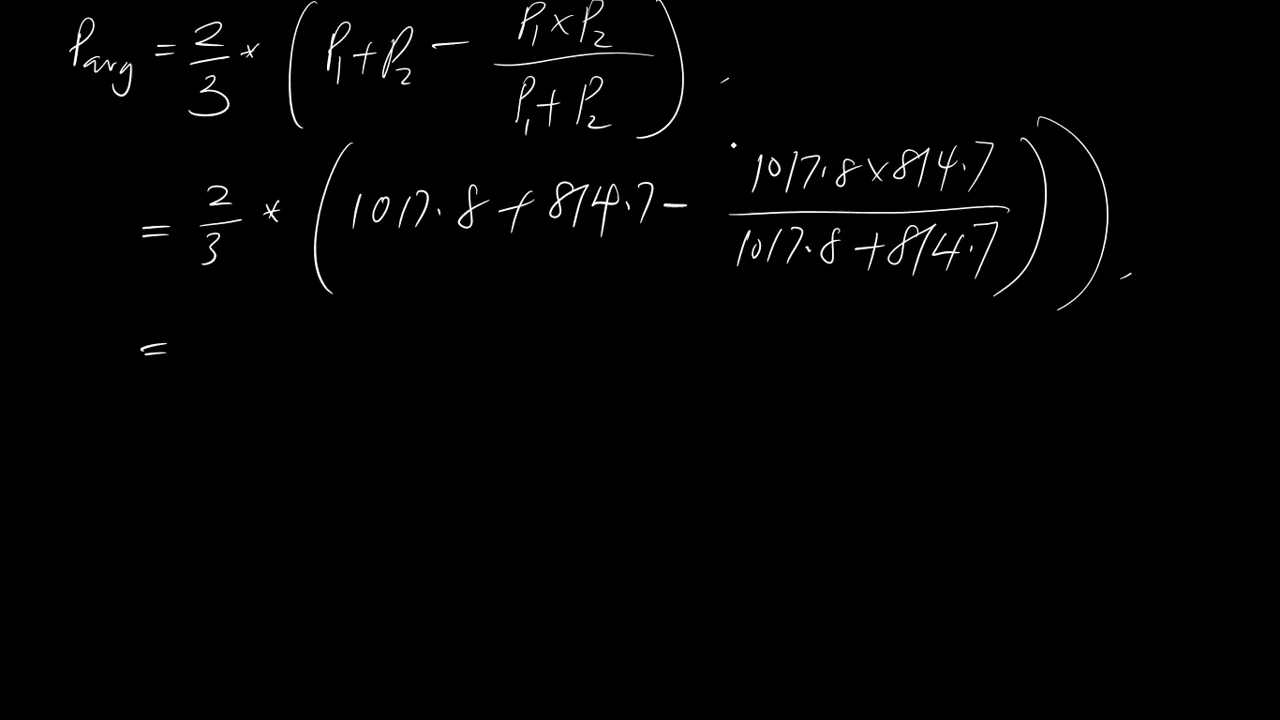 Pavg = 2/3 * (P1+P2 − (P1×P2)/(P1+P2)).
= 2/3 * (1017.8+814.7− (1017.8×814.7)/(1017.8+814.7))).
=